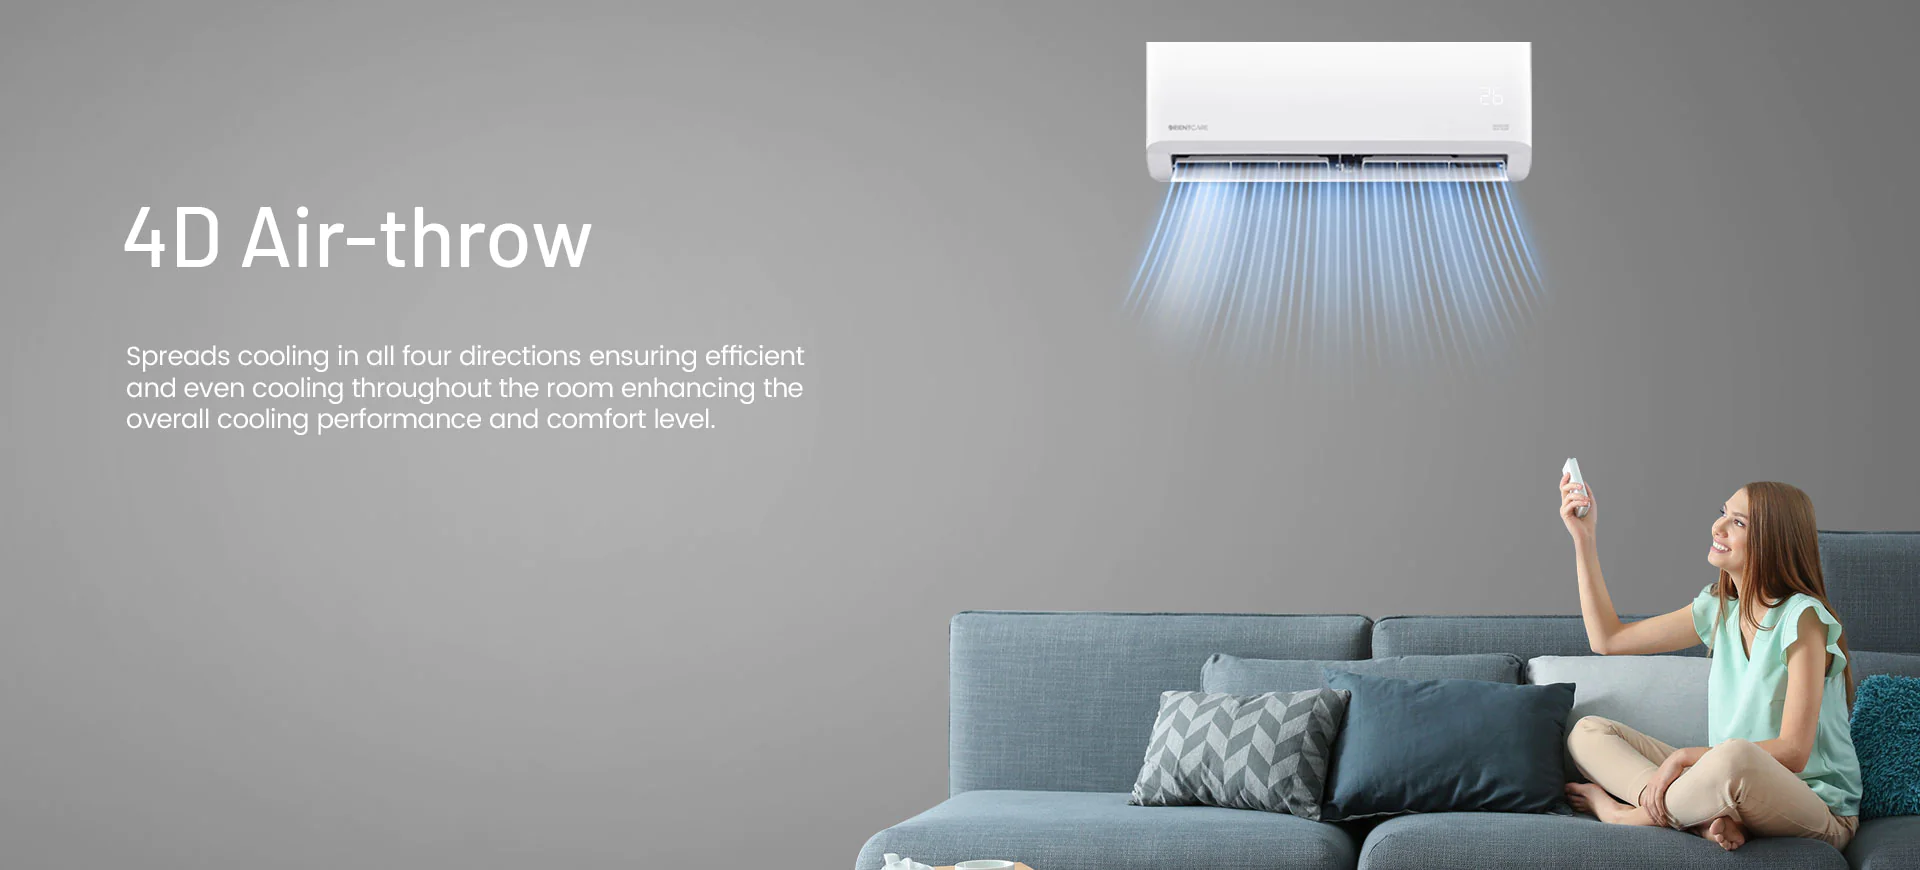 4D Air-throw
Spreads cooling in all four directions ensuring efficient
and even cooling throughout the room enhancing the
overall cooling performance and comfort level.
26